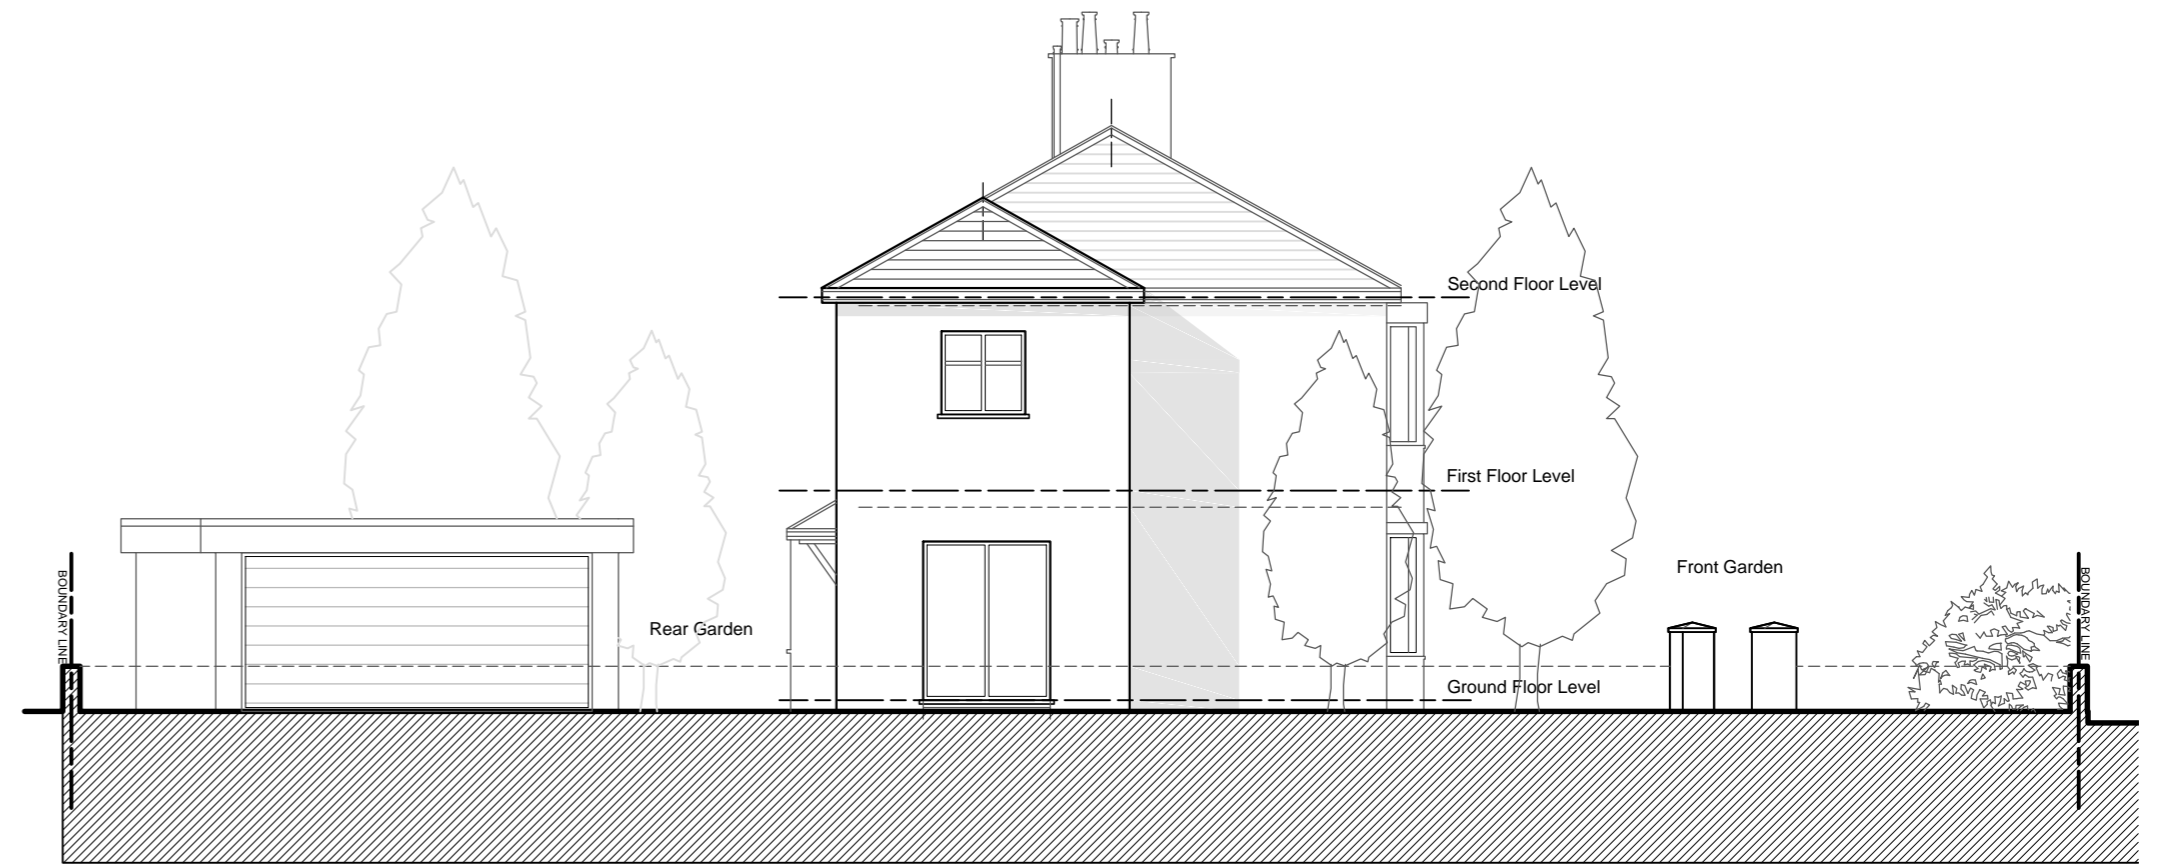 Second Floor Level
First Floor Level
Front Garden
BOUNDARY LINE
BOUNDARY LINE
Rear Garden
Ground Floor Level